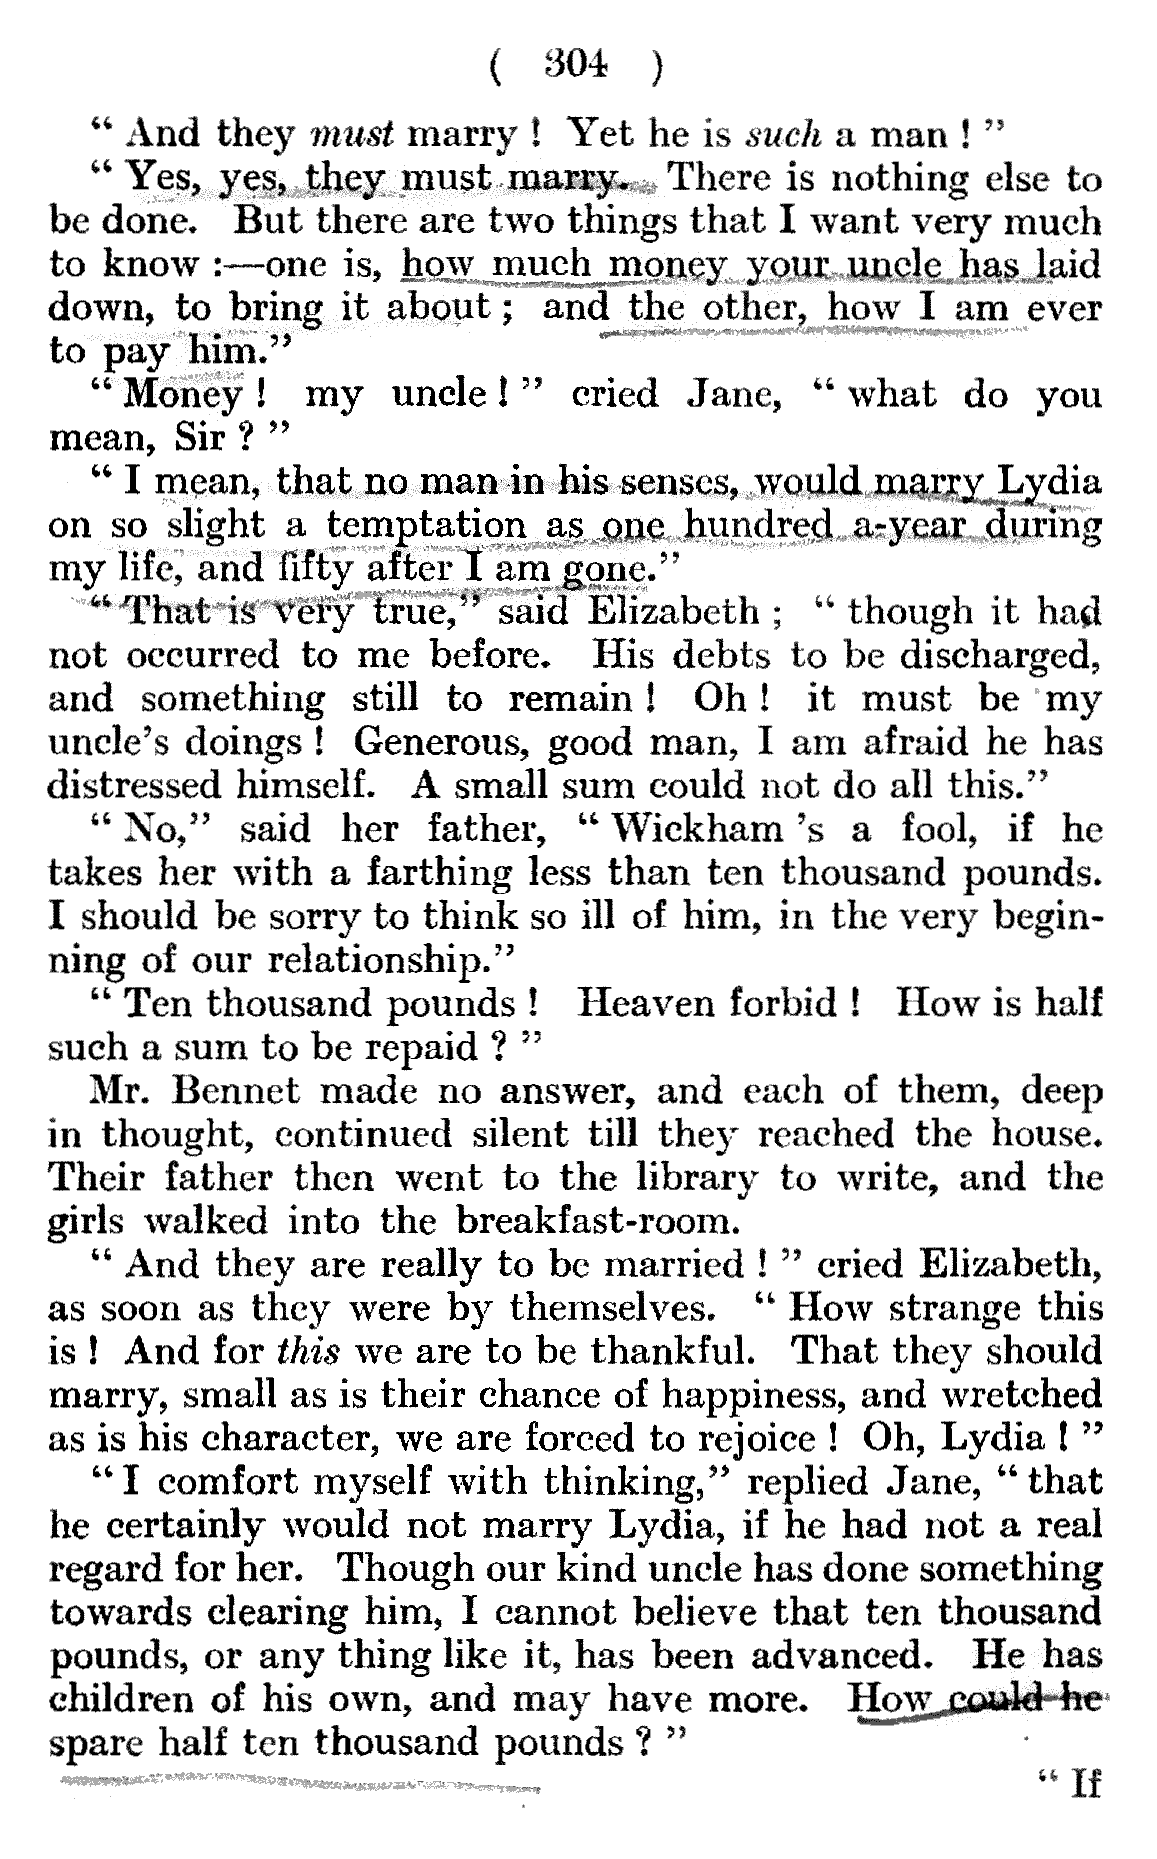 ( 304 )
“ And they must marry ! Yet he is such a man ! ”
“ Yes, yes, they must marry. There is nothing else to
be done. But there are two things that I want very much
to know :—one is, how much money your uncle has laid
down, to bring it about ; and the other, how I am ever
to pay him.”
“ Money ! my uncle ! ” cried Jane, “ what do you
mean, Sir ? ”
“ I mean, that no man in his senses, would marry Lydia
on so slight a temptation as one hundred a-year during
my life, and fifty after I am gone.”
“ That is very true,” said Elizabeth ; “ though it had
not occurred to me before. His debts to be discharged,
and something still to remain ! Oh ! it must be my
uncle’s doings ! Generous, good man, I am afraid he has
distressed himself. A small sum could not do all this.”
“ No,” said her father, “ Wickham ’s a fool, if he
takes her with a farthing less than ten thousand pounds.
I should be sorry to think so ill of him, in the very begin-
ning of our relationship.”
“ Ten thousand pounds ! Heaven forbid ! How is half
such a sum to be repaid ? ”
Mr. Bennet made no answer, and each of them, deep
in thought, continued silent till they reached the house.
Their father then went to the library to write, and the
girls walked into the breakfast-room.
“ And they are really to be married ! ” cried Elizabeth,
as soon as they were by themselves. “ How strange this
is ! And for this we are to be thankful. That they should
marry, small as is their chance of happiness, and wretched
as is his character, we are forced to rejoice ! Oh, Lydia ! ”
“ I comfort myself with thinking,” replied Jane, “ that
he certainly would not marry Lydia, if he had not a real
regard for her. Though our kind uncle has done something
towards clearing him, I cannot believe that ten thousand
pounds, or any thing like it, has been advanced. He has
children of his own, and may have more. How could he
spare half ten thousand pounds ? ”
“ If